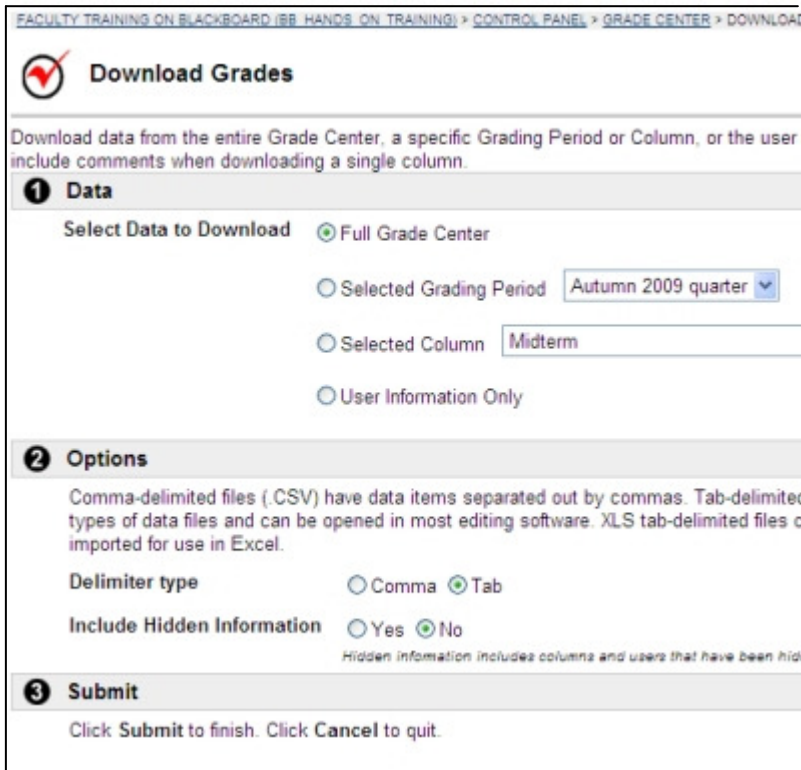 FACULTY TRAINING ON BLACKBOARD (BB_HANDS_ON_TRAINING) > CONTROL PANEL > GRADE CENTER > DOWNLOAD
Download Grades
Download data from the entire Grade Center, a specific Grading Period or Column, or the user
include comments when downloading a single column.
1 Data
Select Data to Download Full Grade Center
Selected Grading Period Autumn 2009 quarter
Selected Column Midterm
User Information Only
2 Options
Comma-delimited files (.CSV) have data items separated out by commas. Tab-delimited
types of data files and can be opened in most editing software. XLS tab-delimited files
imported for use in Excel.
Delimiter type Comma Tab
Include Hidden Information Yes No
Hidden information includes columns and users that have been
3 Submit
Click Submit to finish. Click Cancel to quit.